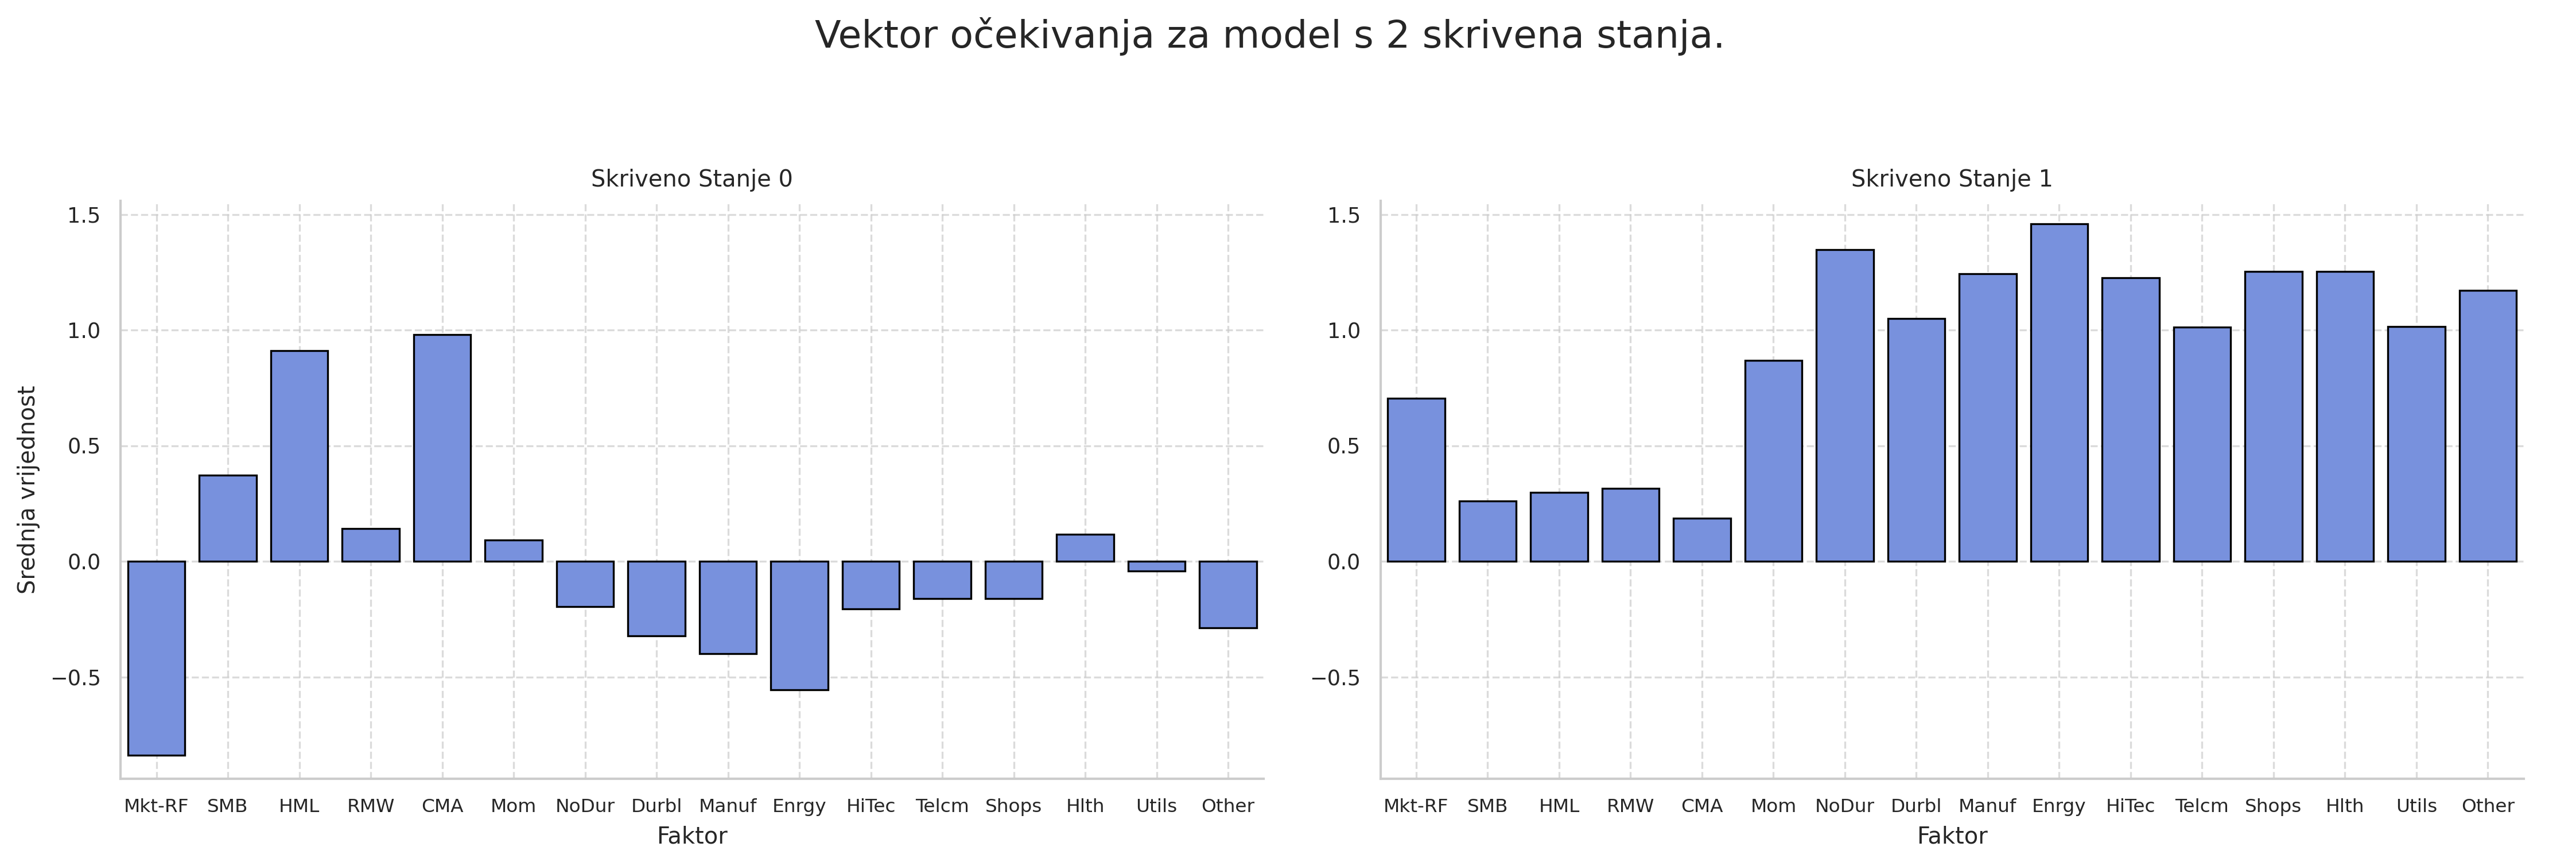 Vektor očekivanja za model s 2 skrivena stanja.
Skriveno Stanje 0
Srednja vrijednost
1.5
1.0
0.5
0.0
−0.5
Mkt-RF SMB HML RMW CMA Mom NoDur Durbl Manuf Enrgy HiTec Telcm Shops Hlth Utils Other
Faktor
Skriveno Stanje 1
1.5
1.0
0.5
0.0
−0.5
Mkt-RF SMB HML RMW CMA Mom NoDur Durbl Manuf Enrgy HiTec Telcm Shops Hlth Utils Other
Faktor